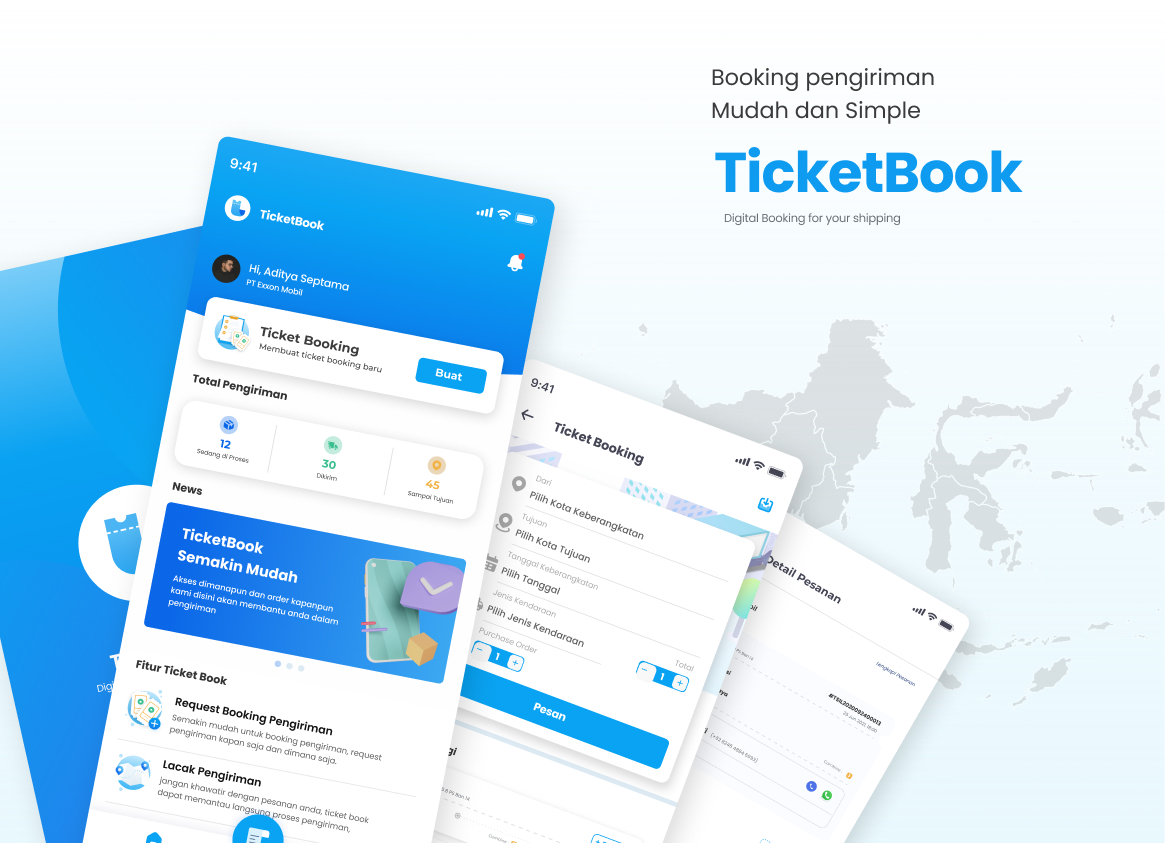 Booking pengiriman
Mudah dan Simple
TicketBook
Digital Booking for your shipping
9:41
TicketBook
Hi, Aditya Septama
PT Exxon Mobil
Ticket Booking
Membuat ticket booking baru
Buat
Total Pengiriman
12
Sedang di Proses
30
Dikirim
45
Sampai Tujuan
News
TicketBook
Semakin Mudah
Akses dimanapun dan order kapanpun
kami disini akan membantu anda dalam
pengiriman
Fitur Ticket Book
Request Booking Pengiriman
Semakin mudah untuk booking pengiriman, request
pengiriman kapan saja dan dimana saja.
Lacak Pengiriman
jangan khawatir dengan pesanan anda, ticket book
dapat memantau langsung proses pengiriman,
9:41
Ticket Booking
Dari
Pilih Kota Keberangkatan
Tujuan
Pilih Kota Tujuan
Tanggal Keberangkatan
Pilih Tanggal
Jenis Kendaraan
Pilih Jenis Kendaraan
Purchase Order
Total
1
1
Pesan
Detail Pesanan
lengkapi Pesanan